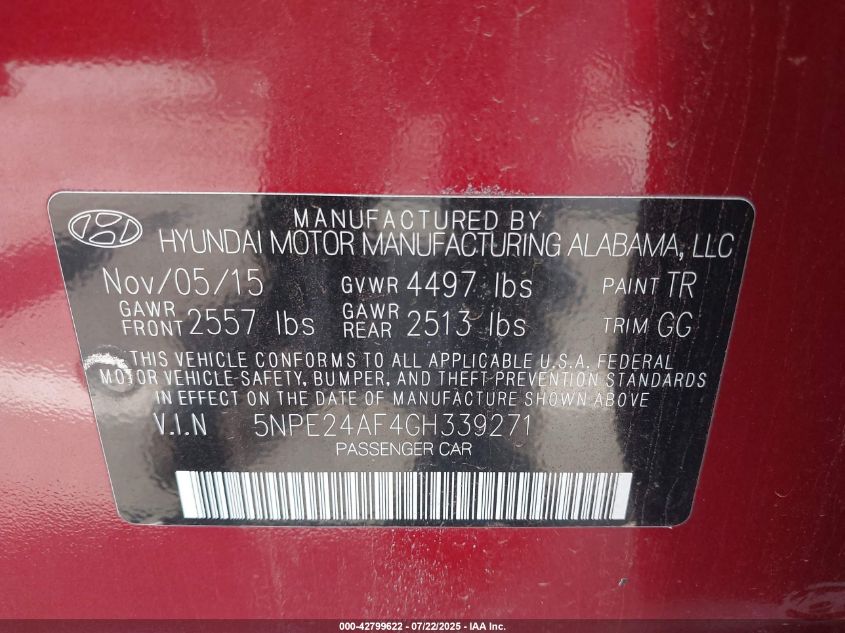 MANUFACTURED BY
HYUNDAI MOTOR MANUFACTURING ALABAMA, LLC
Nov/05/15 GVWR 4497 lbs PAINT TR
GAWR FRONT 2557 lbs GAWR REAR 2513 lbs TRIM GG
THIS VEHICLE CONFORMS TO ALL APPLICABLE U.S.A. FEDERAL
MOTOR VEHICLE SAFETY, BUMPER, AND THEFT PREVENTION STANDARDS
IN EFFECT ON THE DATE OF MANUFACTURE SHOWN ABOVE.
V.I.N 5NPE24AF4GH339271
PASSENGER CAR
000-42799622 - 07/22/2025 - IAA Inc.